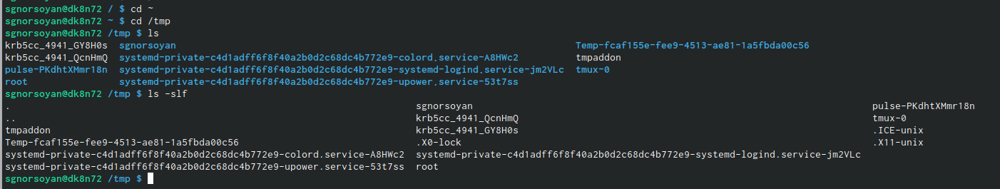 sgnorsoyan@dk8n72 / $ cd ~
sgnorsoyan@dk8n72 ~ $ cd /tmp
sgnorsoyan@dk8n72 /tmp $ ls
krb5cc_4941_GY8H0s  sgnorsoyan  Temp-fcaf155e-fee9-4513-ae81-1a5fbda00c56
krb5cc_4941_QcnHmQ  systemd-private-c4d1adff6f8f40a2b0d2c68dc4b772e9-colord.service-A8HWc2  tmpaddon
pulse-PKdhtXMmr18n  systemd-private-c4d1adff6f8f40a2b0d2c68dc4b772e9-systemd-logind.service-jm2VLc  tmux-0
root  systemd-private-c4d1adff6f8f40a2b0d2c68dc4b772e9-upower.service-53t7ss
sgnorsoyan@dk8n72 /tmp $ ls -slf
.  sgnorsoyan  pulse-PKdhtXMmr18n
..  krb5cc_4941_QcnHmQ  tmux-0
tmpaddon  krb5cc_4941_GY8H0s  .ICE-unix
Temp-fcaf155e-fee9-4513-ae81-1a5fbda00c56  .X0-lock  .X11-unix
systemd-private-c4d1adff6f8f40a2b0d2c68dc4b772e9-colord.service-A8HWc2  systemd-private-c4d1adff6f8f40a2b0d2c68dc4b772e9-systemd-logind.service-jm2VLc
systemd-private-c4d1adff6f8f40a2b0d2c68dc4b772e9-upower.service-53t7ss  root
sgnorsoyan@dk8n72 /tmp $